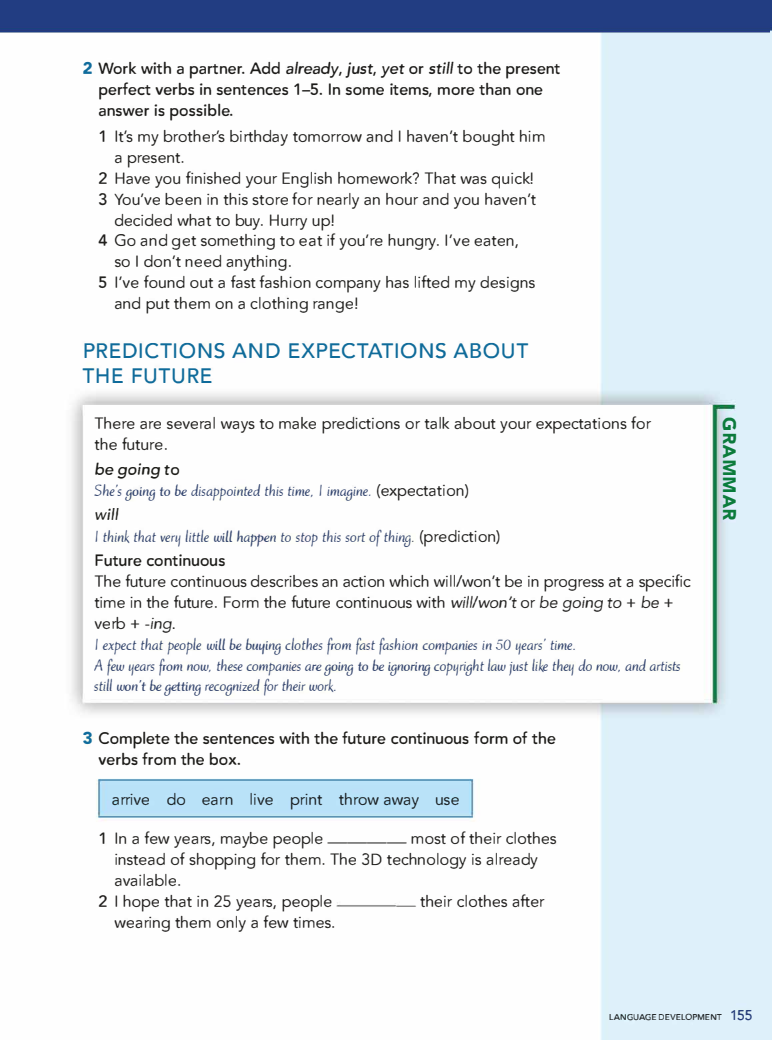 2 Work with a partner. Add already, just, yet or still to the present
perfect verbs in sentences 1–5. In some items, more than one
answer is possible.
1 It's my brother's birthday tomorrow and I haven't bought him
a present.
2 Have you finished your English homework? That was quick!
3 You've been in this store for nearly an hour and you haven't
decided what to buy. Hurry up!
4 Go and get something to eat if you're hungry. I've eaten,
so I don't need anything.
5 I've found out a fast fashion company has lifted my designs
and put them on a clothing range!
PREDICTIONS AND EXPECTATIONS ABOUT
THE FUTURE
GRAMMAR
There are several ways to make predictions or talk about your expectations for
the future.
be going to
She's going to be disappointed this time, I imagine. (expectation)
will
I think that very little will happen to stop this sort of thing. (prediction)
Future continuous
The future continuous describes an action which will/won't be in progress at a specific
time in the future. Form the future continuous with will/won't or be going to + be +
verb + -ing.
I expect that people will be buying clothes from fast fashion companies in 50 years' time.
A few years from now, these companies are going to be ignoring copyright law just like they do now, and artists
still won't be getting recognized for their work.
3 Complete the sentences with the future continuous form of the
verbs from the box.
arrive do earn live print throw away use
1 In a few years, maybe people __________ most of their clothes
instead of shopping for them. The 3D technology is already
available.
2 I hope that in 25 years, people __________ their clothes after
wearing them only a few times.
LANGUAGE DEVELOPMENT 155